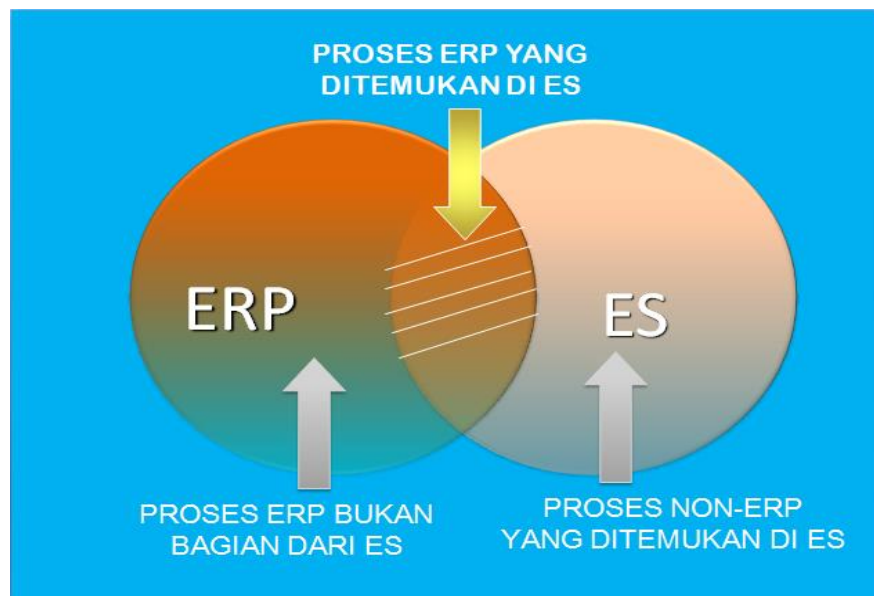 PROSES ERP YANG
DITEMUKAN DI ES
ERP
ES
PROSES ERP BUKAN
BAGIAN DARI ES
PROSES NON-ERP
YANG DITEMUKAN DI ES